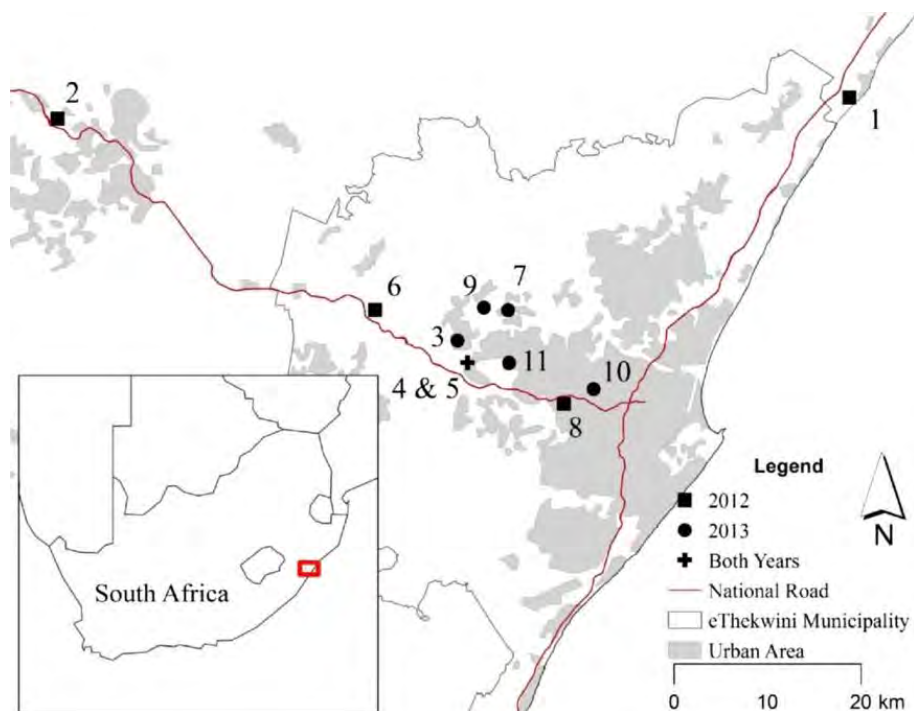 2
1
6
9
7
3
11
10
4 & 5
8
South Africa
Legend
2012
2013
Both Years
National Road
eThekwini Municipality
Urban Area
N
0 10 20 km